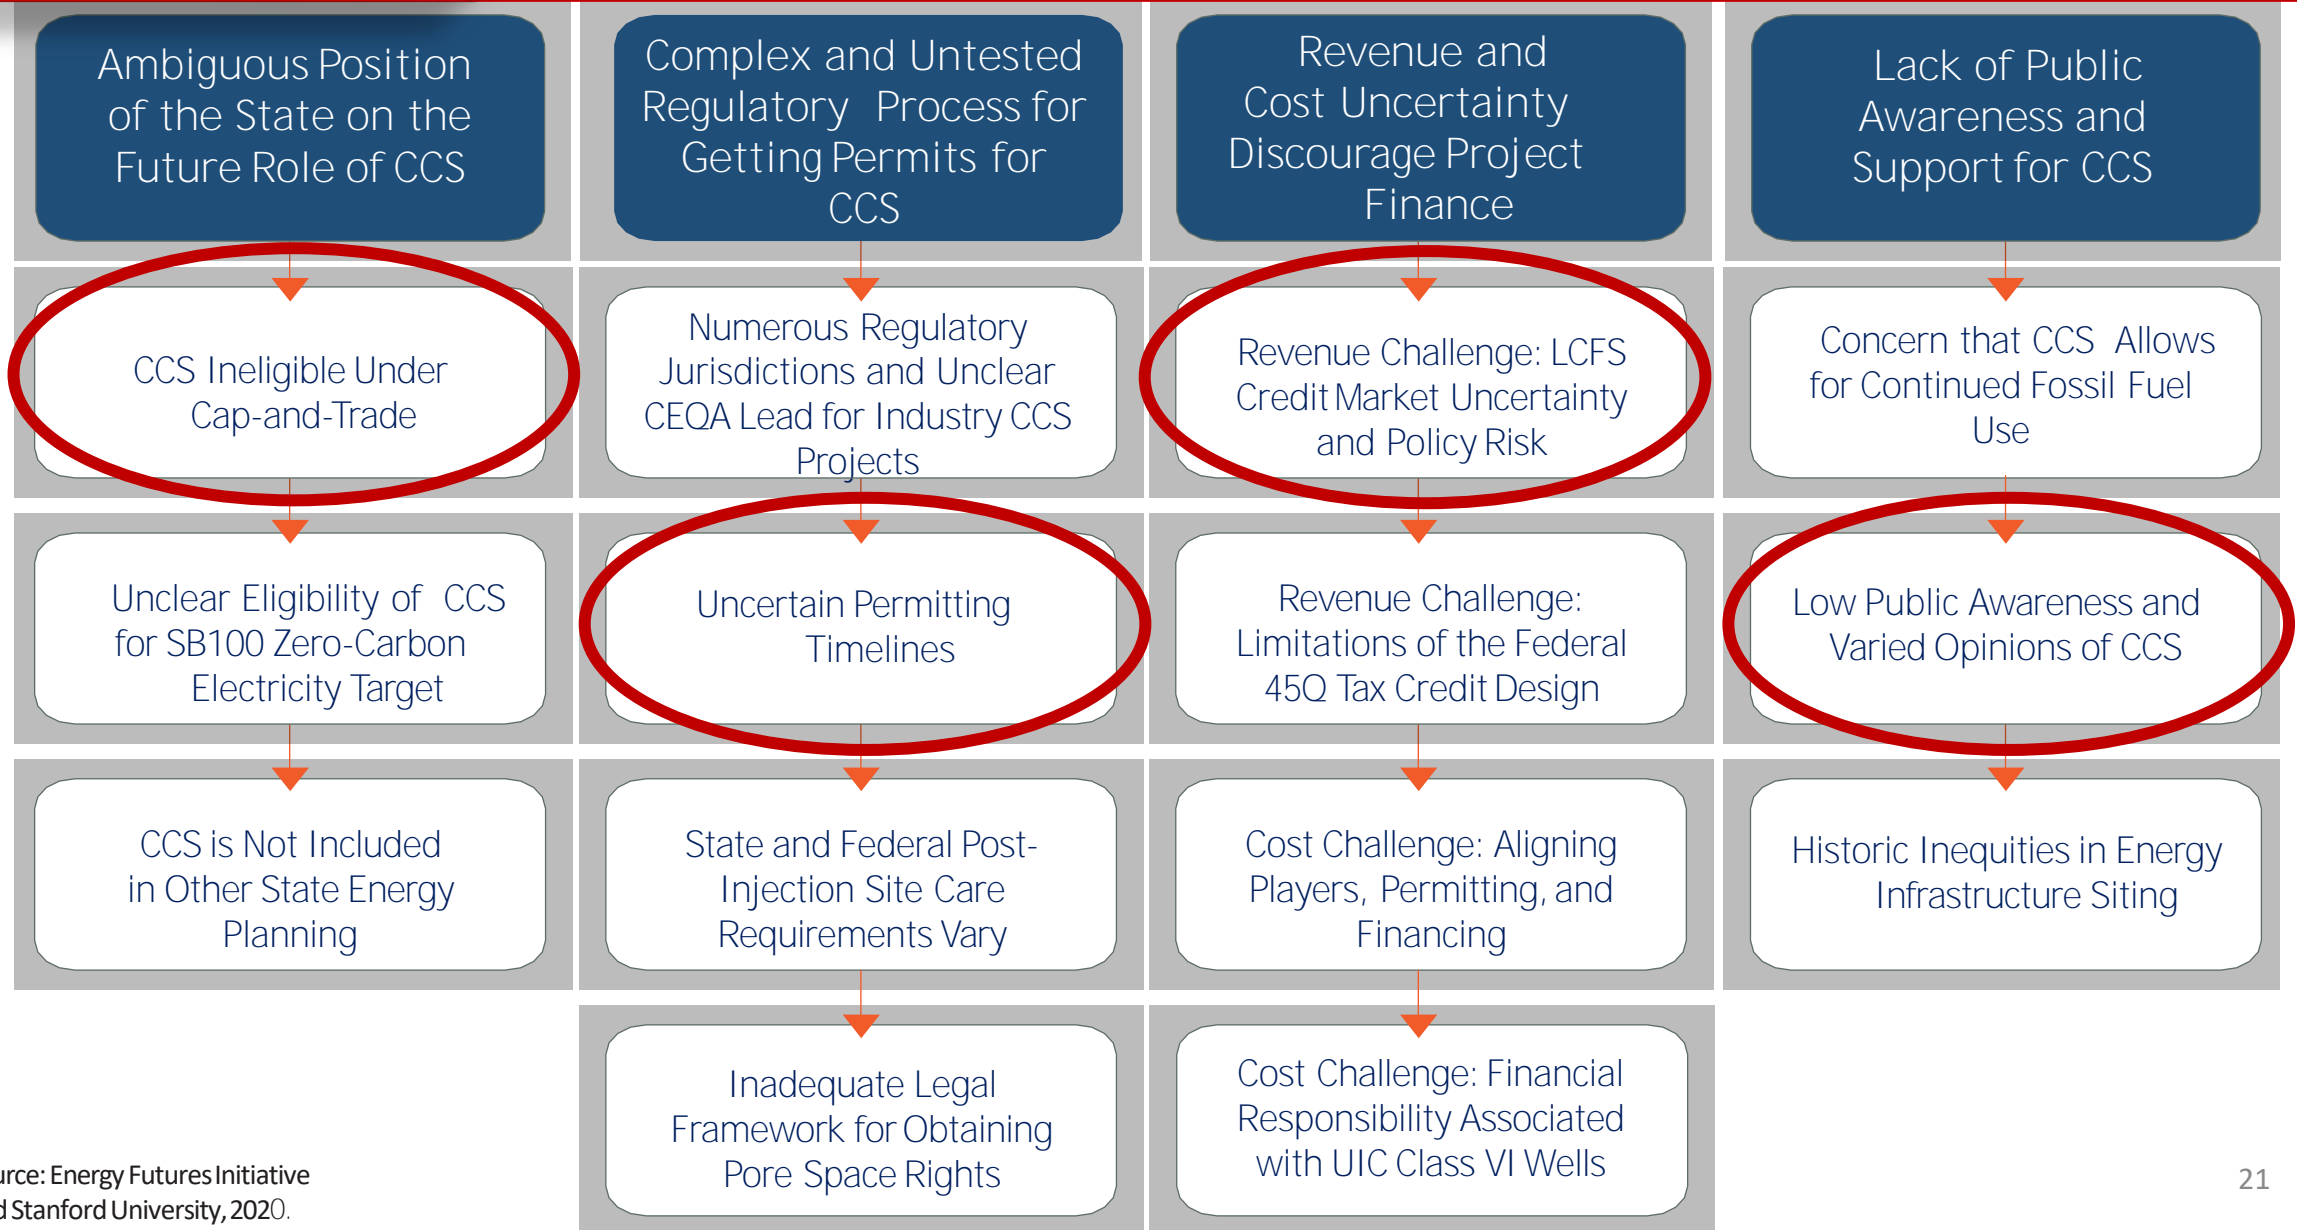 Ambiguous Position
of the State on the
Future Role of CCS
CCS Ineligible Under
Cap-and-Trade
Unclear Eligibility of CCS
for SB100 Zero-Carbon
Electricity Target
CCS is Not Included
in Other State Energy
Planning
Complex and Untested
Regulatory Process for
Getting Permits for
CCS
Numerous Regulatory
Jurisdictions and Unclear
CEQA Lead for Industry CCS
Projects
Uncertain Permitting
Timelines
State and Federal Post-
Injection Site Care
Requirements Vary
Inadequate Legal
Framework for Obtaining
Pore Space Rights
Revenue and
Cost Uncertainty
Discourage Project
Finance
Revenue Challenge: LCFS
Credit Market Uncertainty
and Policy Risk
Revenue Challenge:
Limitations of the Federal
45Q Tax Credit Design
Cost Challenge: Aligning
Players, Permitting, and
Financing
Cost Challenge: Financial
Responsibility Associated
with UIC Class VI Wells
Lack of Public
Awareness and
Support for CCS
Concern that CCS Allows
for Continued Fossil Fuel
Use
Low Public Awareness and
Varied Opinions of CCS
Historic Inequities in Energy
Infrastructure Siting
urce: Energy Futures Initiative
d Stanford University, 2020.
21